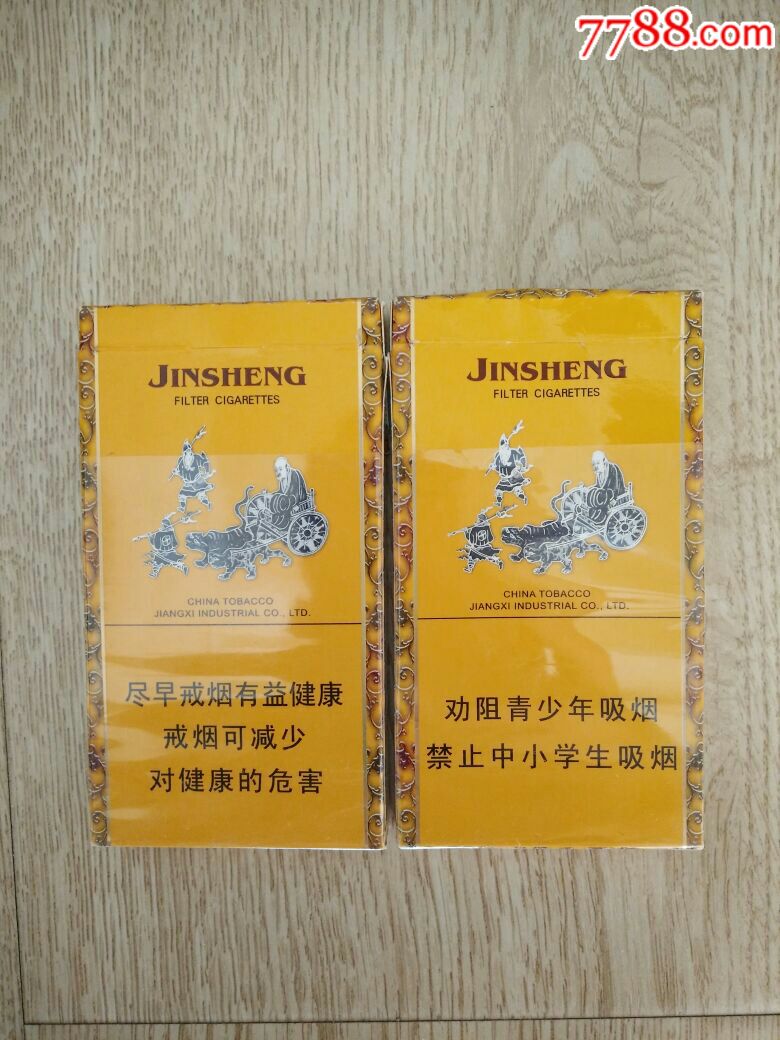 7788.com
JINSHENG
FILTER CIGARETTES
CHINA TOBACCO
JIANGXI INDUSTRIAL CO., LTD.
尽早戒烟有益健康
戒烟可减少
对健康的危害
JINSHENG
FILTER CIGARETTES
CHINA TOBACCO
JIANGXI INDUSTRIAL CO., LTD.
劝阻青少年吸烟
禁止中小学生吸烟